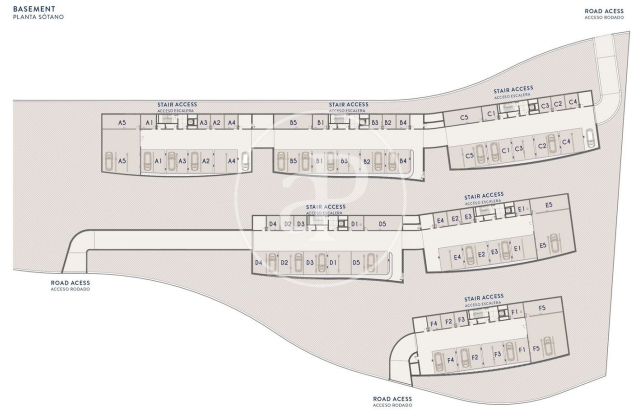 BASEMENT
PLANTA SÓTANO
ROAD ACESS
ACCESO RODADO
STAIR ACCESS
ACCESO ESCALERA
STAIR ACCESS
ACCESO ESCALERA
STAIR ACCESS
ACCESO ESCALERA
A5 A1 A3 A2 A4 B5 B1 B3 B2 B4 C5 C1 C3 C2 C4
A5 A1 A3 A2 A4 B5 B1 B3 B2 B4 C5 C1 C3 C2 C4
aP
STAIR ACCESS
ACCESO ESCALERA
STAIR ACCESS
ACCESO ESCALERA
D4 D2 D3 D1 D5 E4 E2 E3 E1 E5
D4 D2 D3 D1 D5 E4 E2 E3 E1 E5
ROAD ACESS
ACCESO RODADO
STAIR ACCESS
ACCESO ESCALERA
F4 F2 F3 F1 F5
F4 F2 F3 F1 F5
ROAD ACESS
ACCESO RODADO